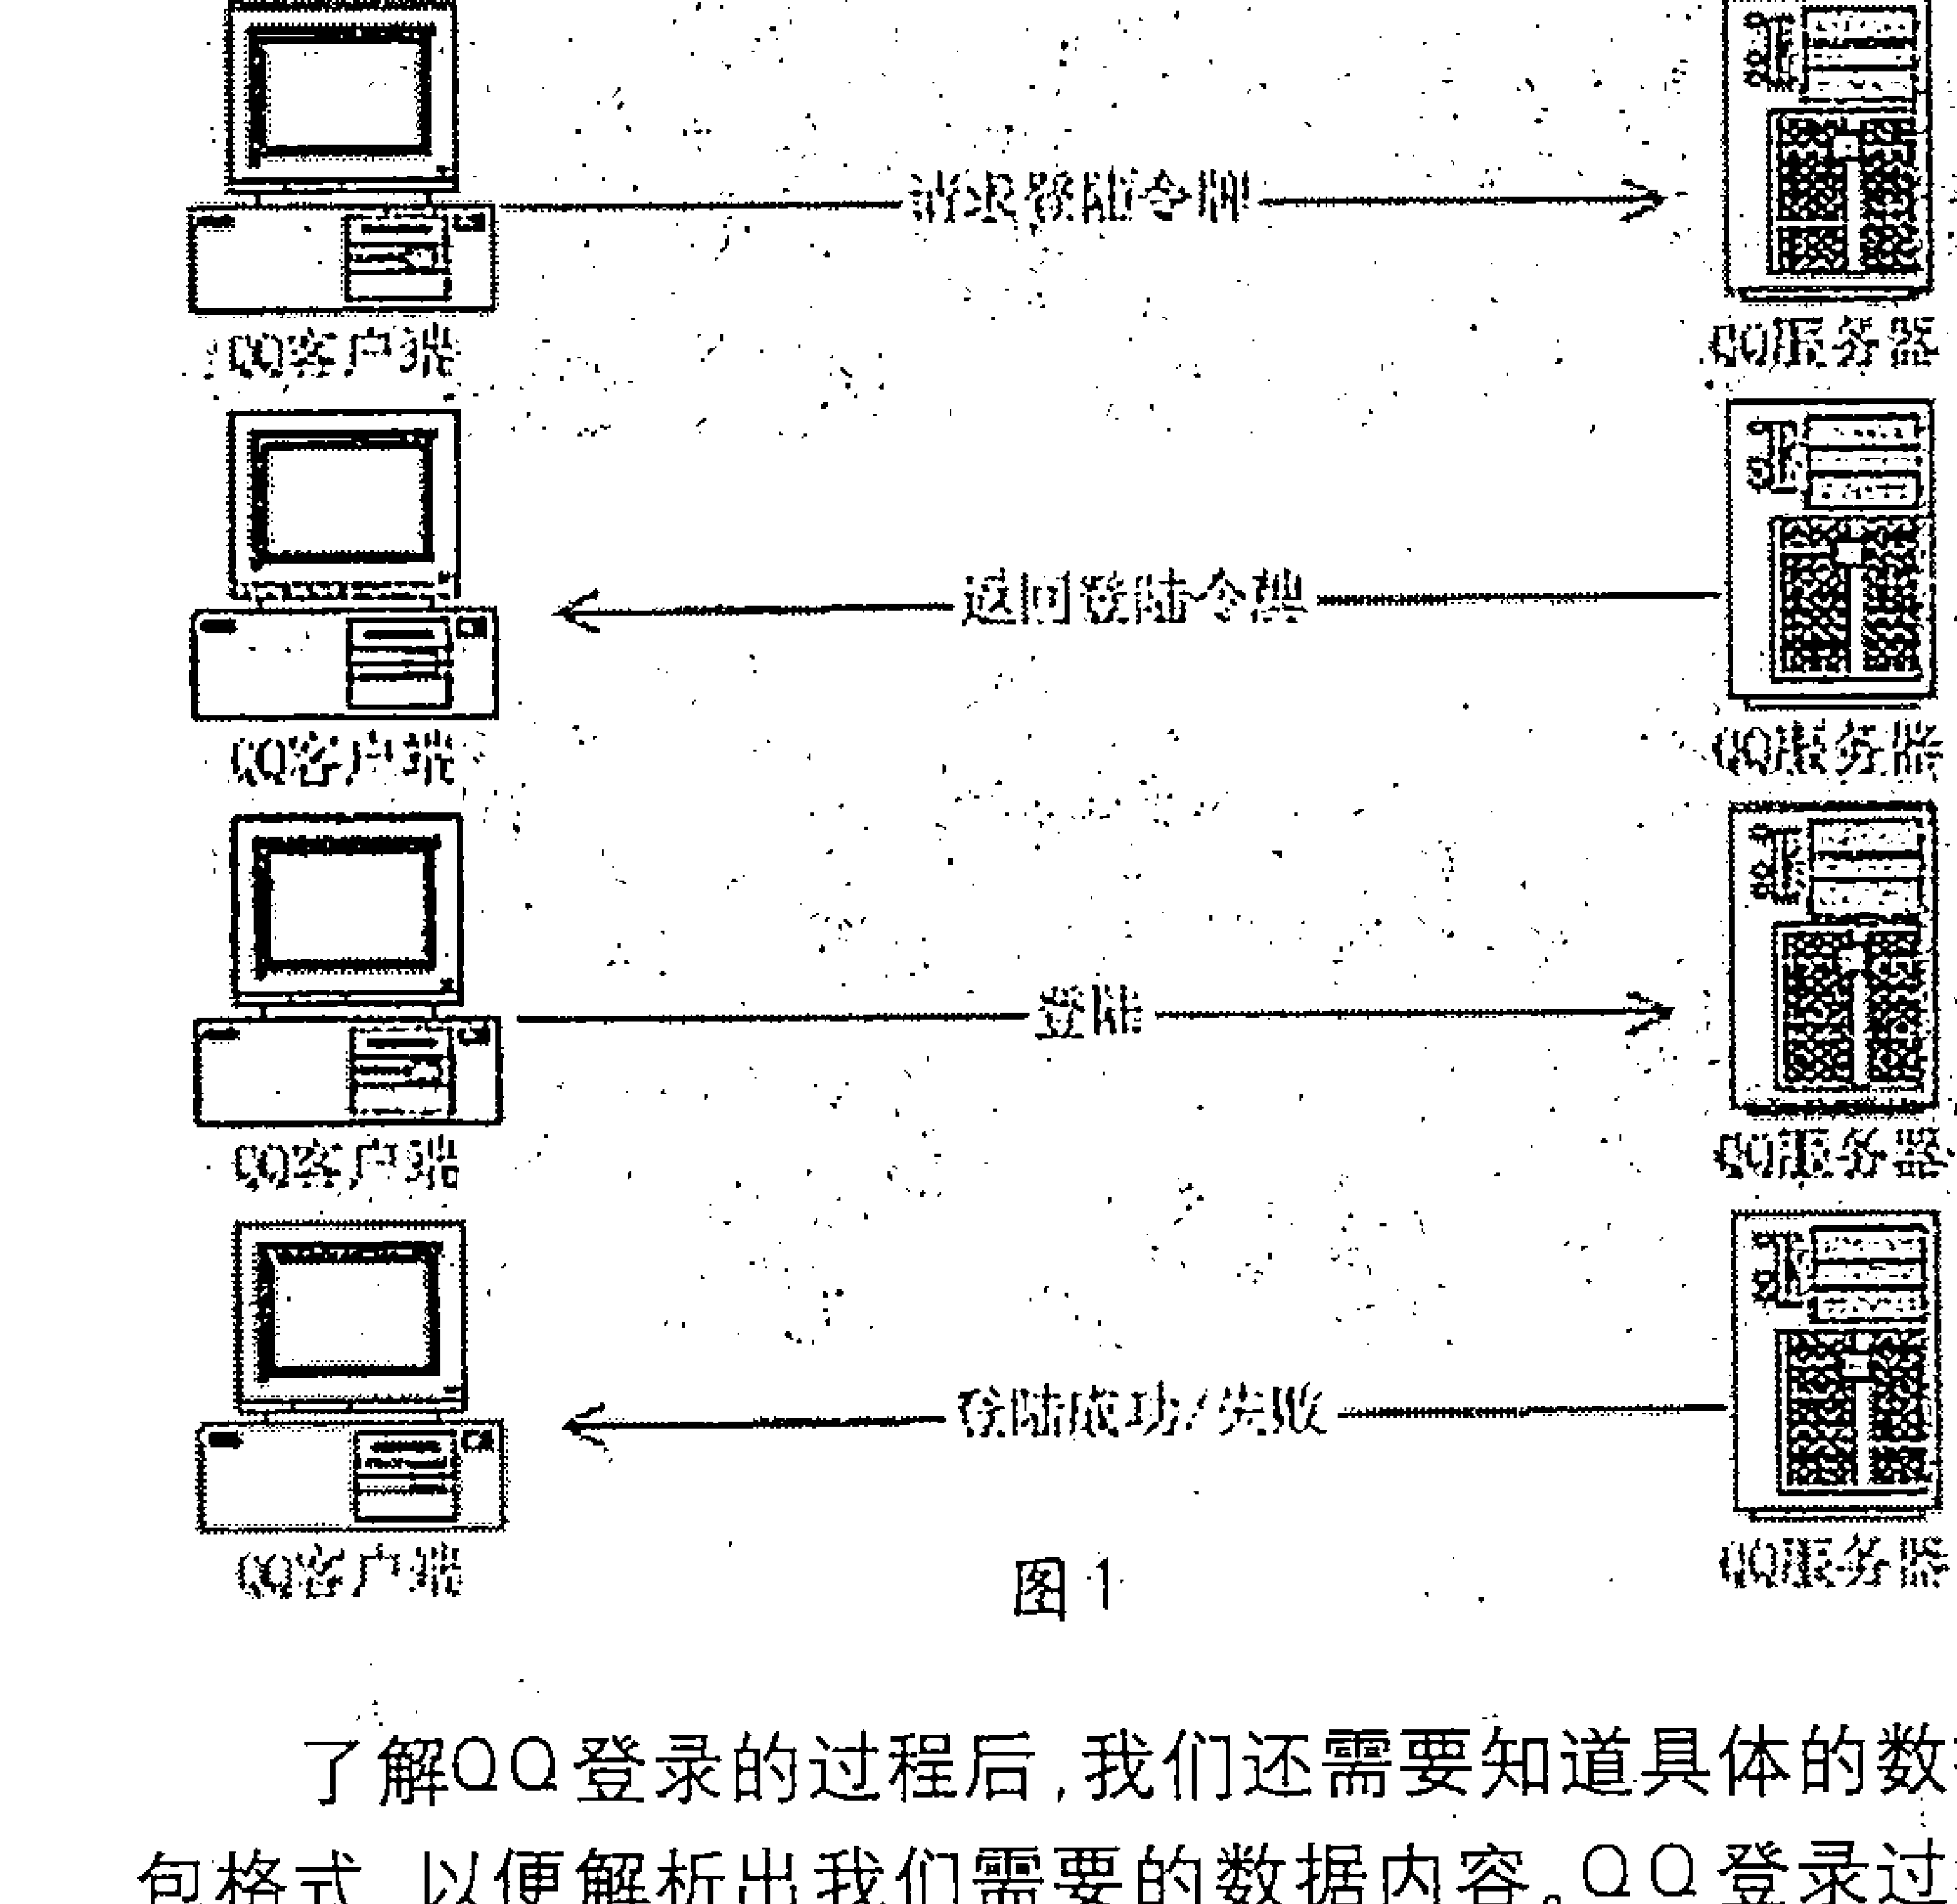 请求登陆令牌
QQ客户端
QQ服务器
返回登陆令牌
QQ客户端
QQ服务器
登陆
QQ客户端
QQ服务器
登陆成功/失败
QQ客户端
QQ服务器
图1
了解QQ登录的过程后,我们还需要知道具体的数
包格式 以便解析出我们需要的数据内容。QQ登录过